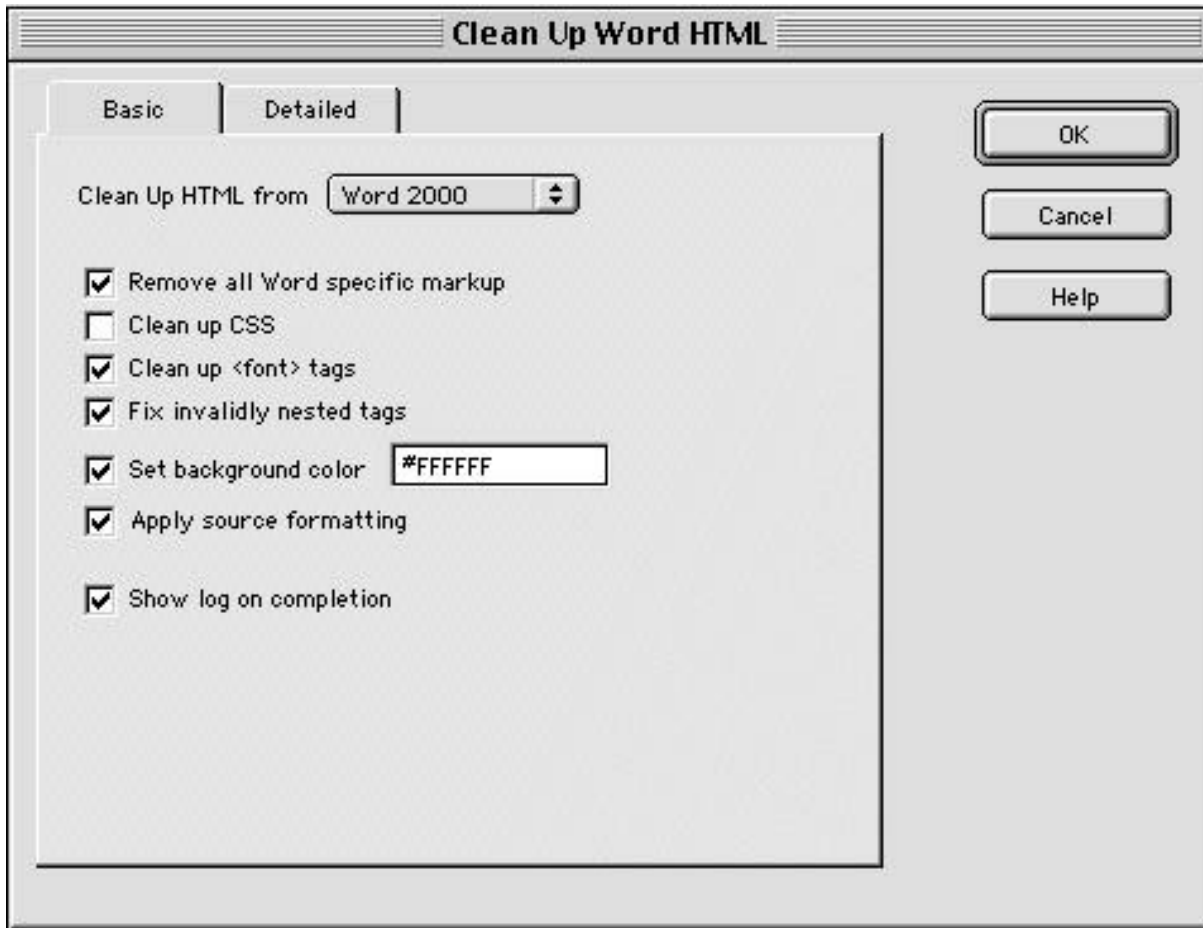 Clean Up Word HTML
Basic Detailed
OK
Clean Up HTML from Word 2000
Cancel
Help
Remove all Word specific markup
Clean up CSS
Clean up <font> tags
Fix invalidly nested tags
Set background color #FFFFFF
Apply source formatting
Show log on completion